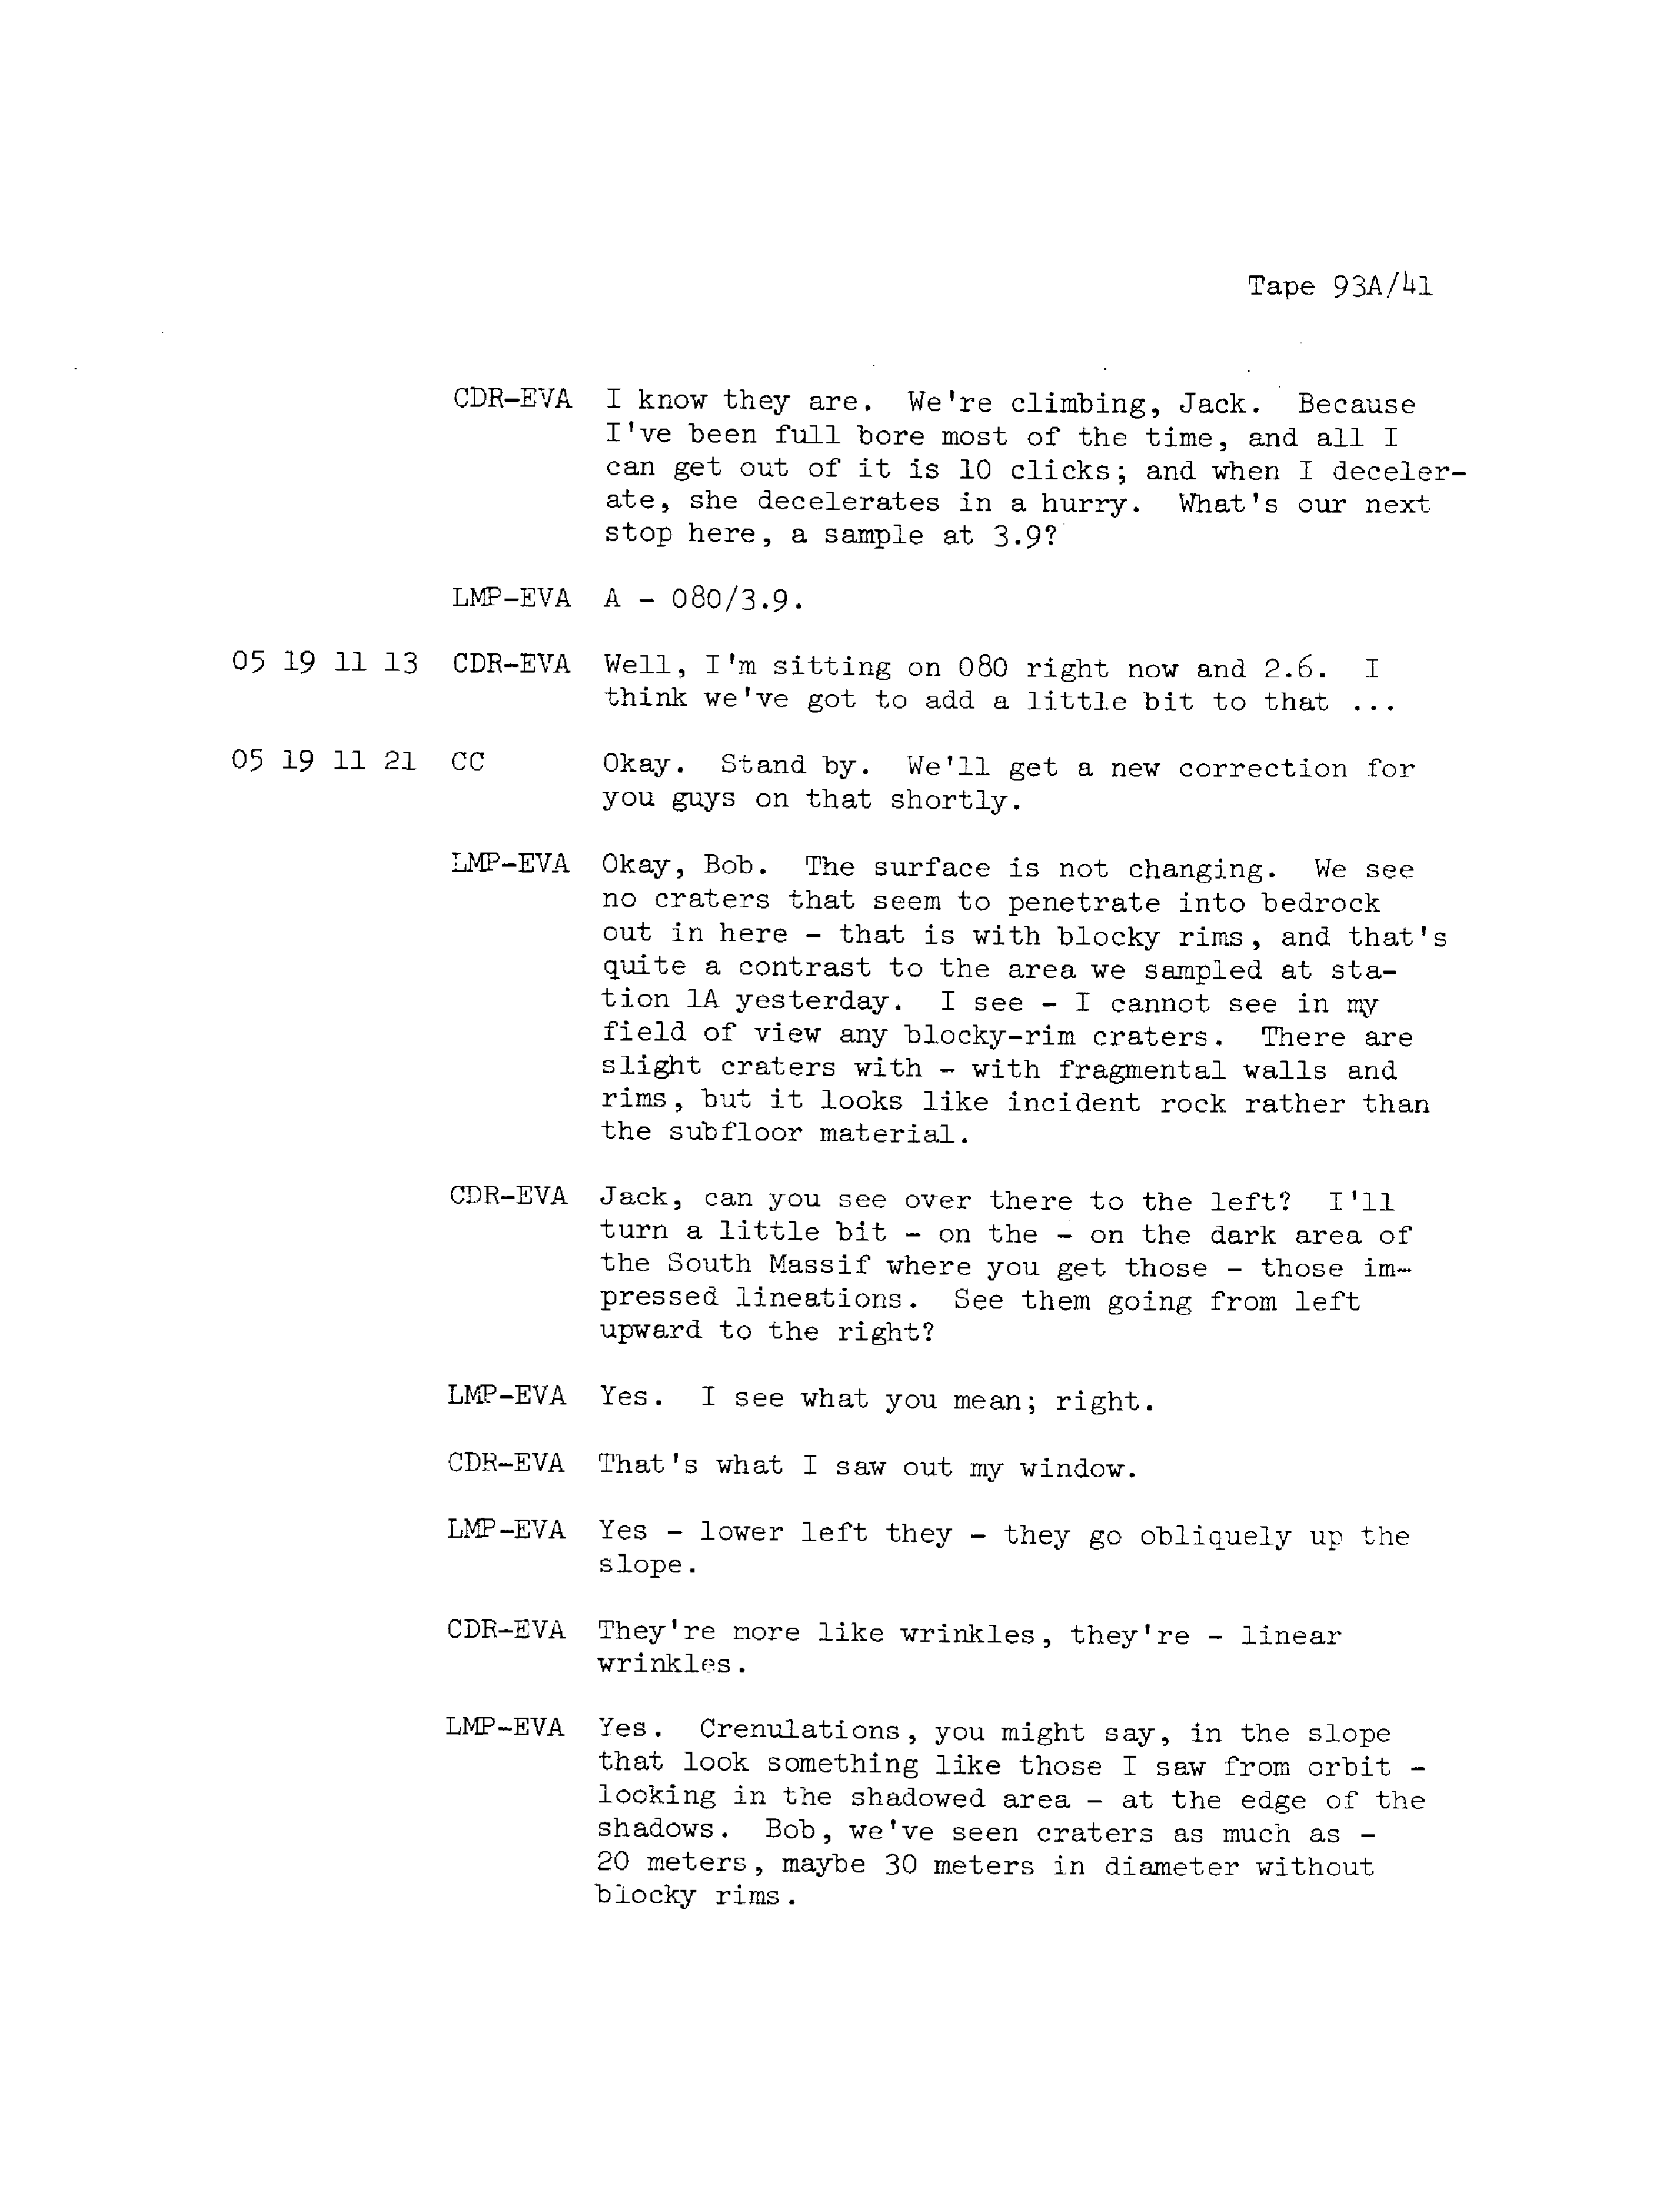 Tape 93A/41
CDR-EVA I know they are. We're climbing, Jack. Because
I've been full bore most of the time, and all I
can get out of it is 10 clicks; and when I deceler-
ate, she decelerates in a hurry. What's our next
stop here, a sample at 3.9?
LMP-EVA A - 080/3.9.
05 19 11 13 CDR-EVA Well, I'm sitting on 080 right now and 2.6. I
think we've got to add a little bit to that ...
05 19 11 21 CC Okay. Stand by. We'll get a new correction for
you guys on that shortly.
LMP-EVA Okay, Bob. The surface is not changing. We see
no craters that seem to penetrate into bedrock
out in here - that is with blocky rims, and that's
quite a contrast to the area we sampled at sta-
tion 1A yesterday. I see - I cannot see in my
field of view any blocky-rim craters. There are
slight craters with - with fragmental walls and
rims, but it looks like incident rock rather than
the subfloor material.
CDR-EVA Jack, can you see over there to the left? I'll
turn a little bit - on the - on the dark area of
the South Massif where you get those - those im-
pressed lineations. See them going from left
upward to the right?
LMP-EVA Yes. I see what you mean; right.
CDR-EVA That's what I saw out my window.
LMP-EVA Yes - lower left they - they go obliquely up the
slope.
CDR-EVA They're more like wrinkles, they're - linear
wrinkles.
LMP-EVA Yes. Crenulations, you might say, in the slope
that look something like those I saw from orbit -
looking in the shadowed area - at the edge of the
shadows. Bob, we've seen craters as much as -
20 meters, maybe 30 meters in diameter without
blocky rims.